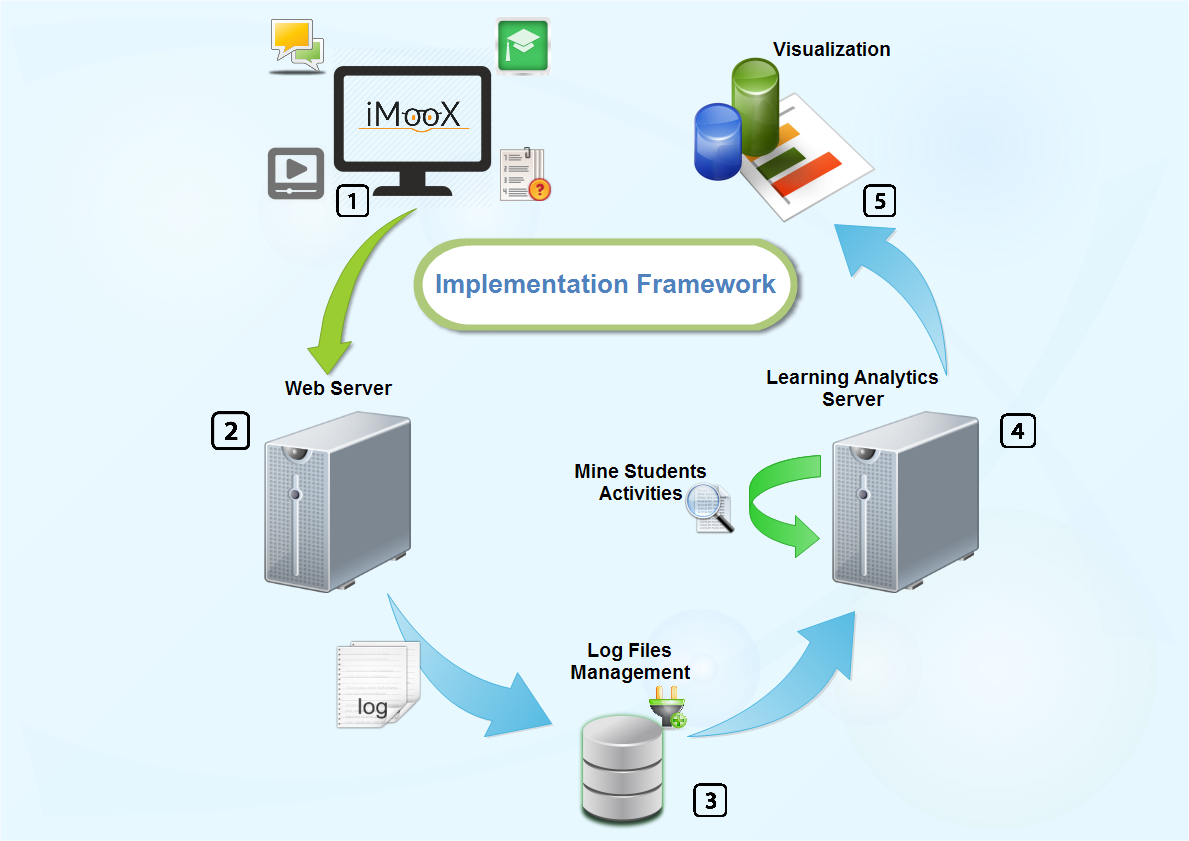 iMooX
1
Visualization
5
Implementation Framework
Web Server
2
Learning Analytics
Server
4
Mine Students
Activities
log
Log Files
Management
3